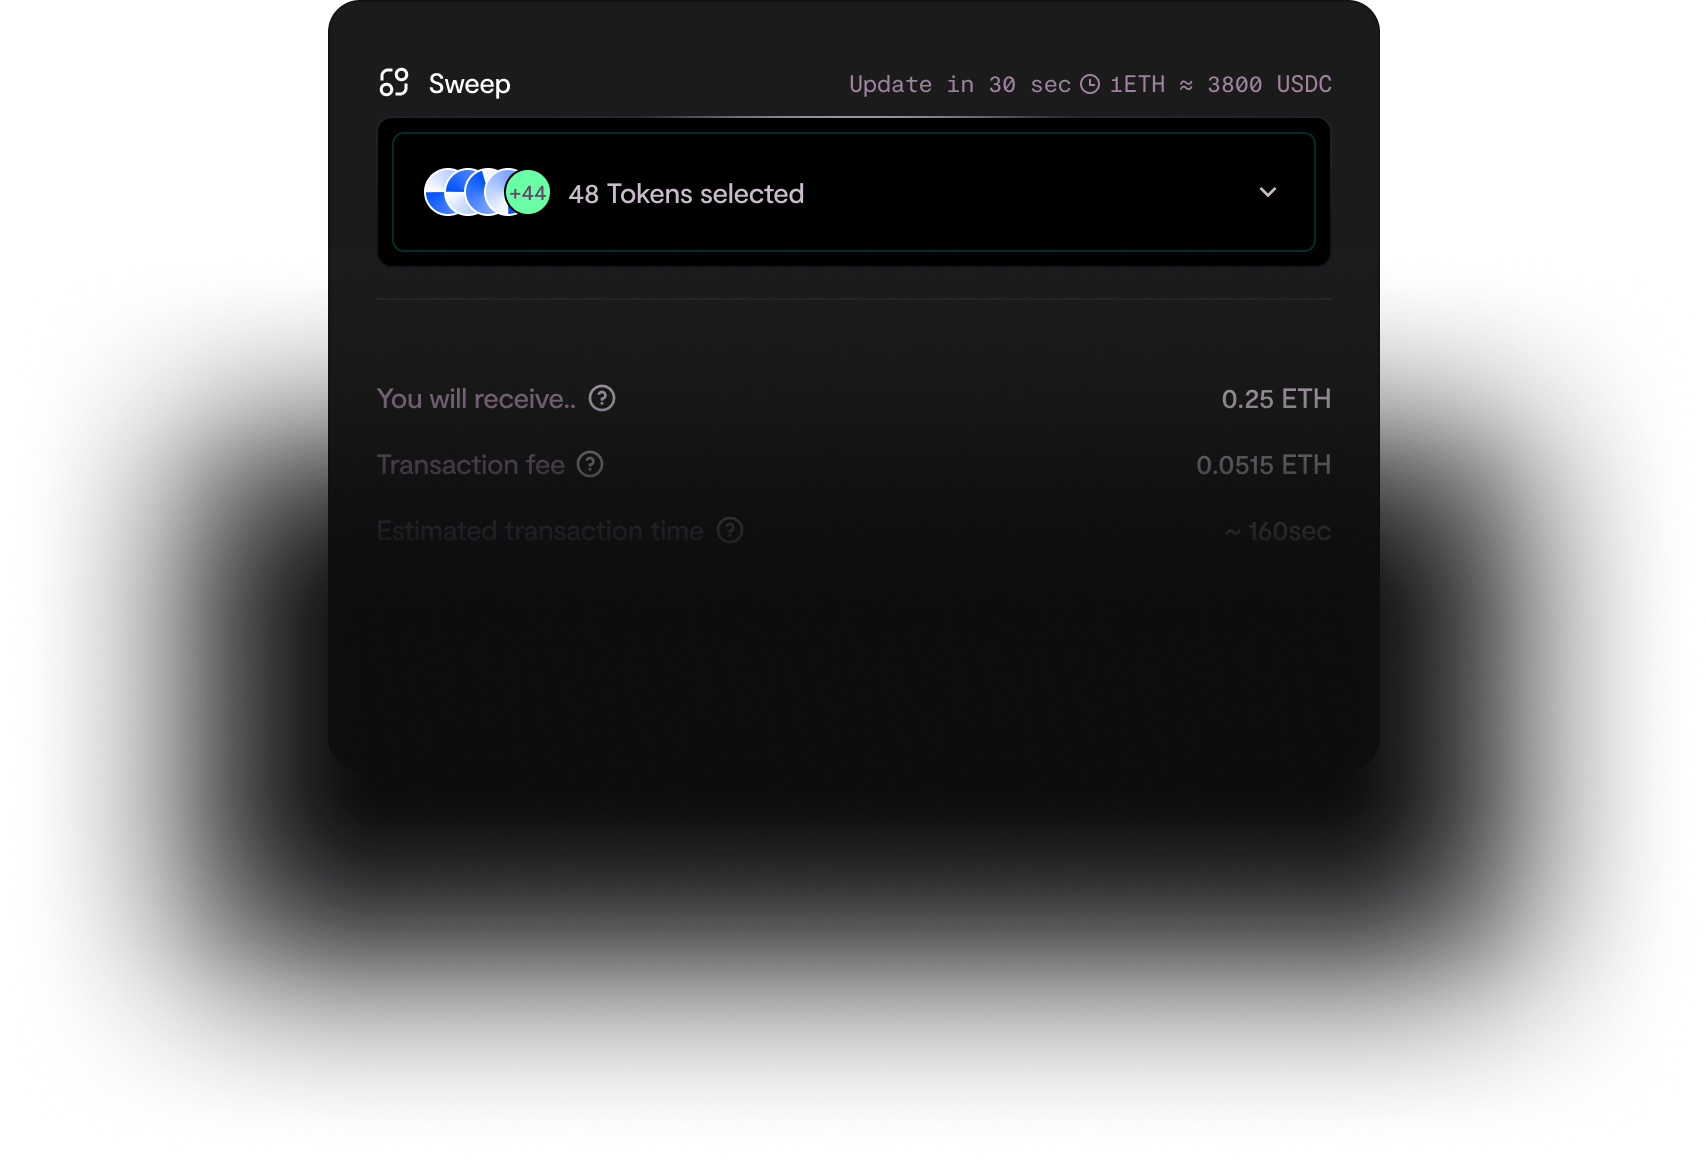 Sweep
Update in 30 sec 1ETH ≈ 3800 USDC
+44 48 Tokens selected
You will receive.. 0.25 ETH
Transaction fee 0.0515 ETH
Estimated transaction time ~ 160sec